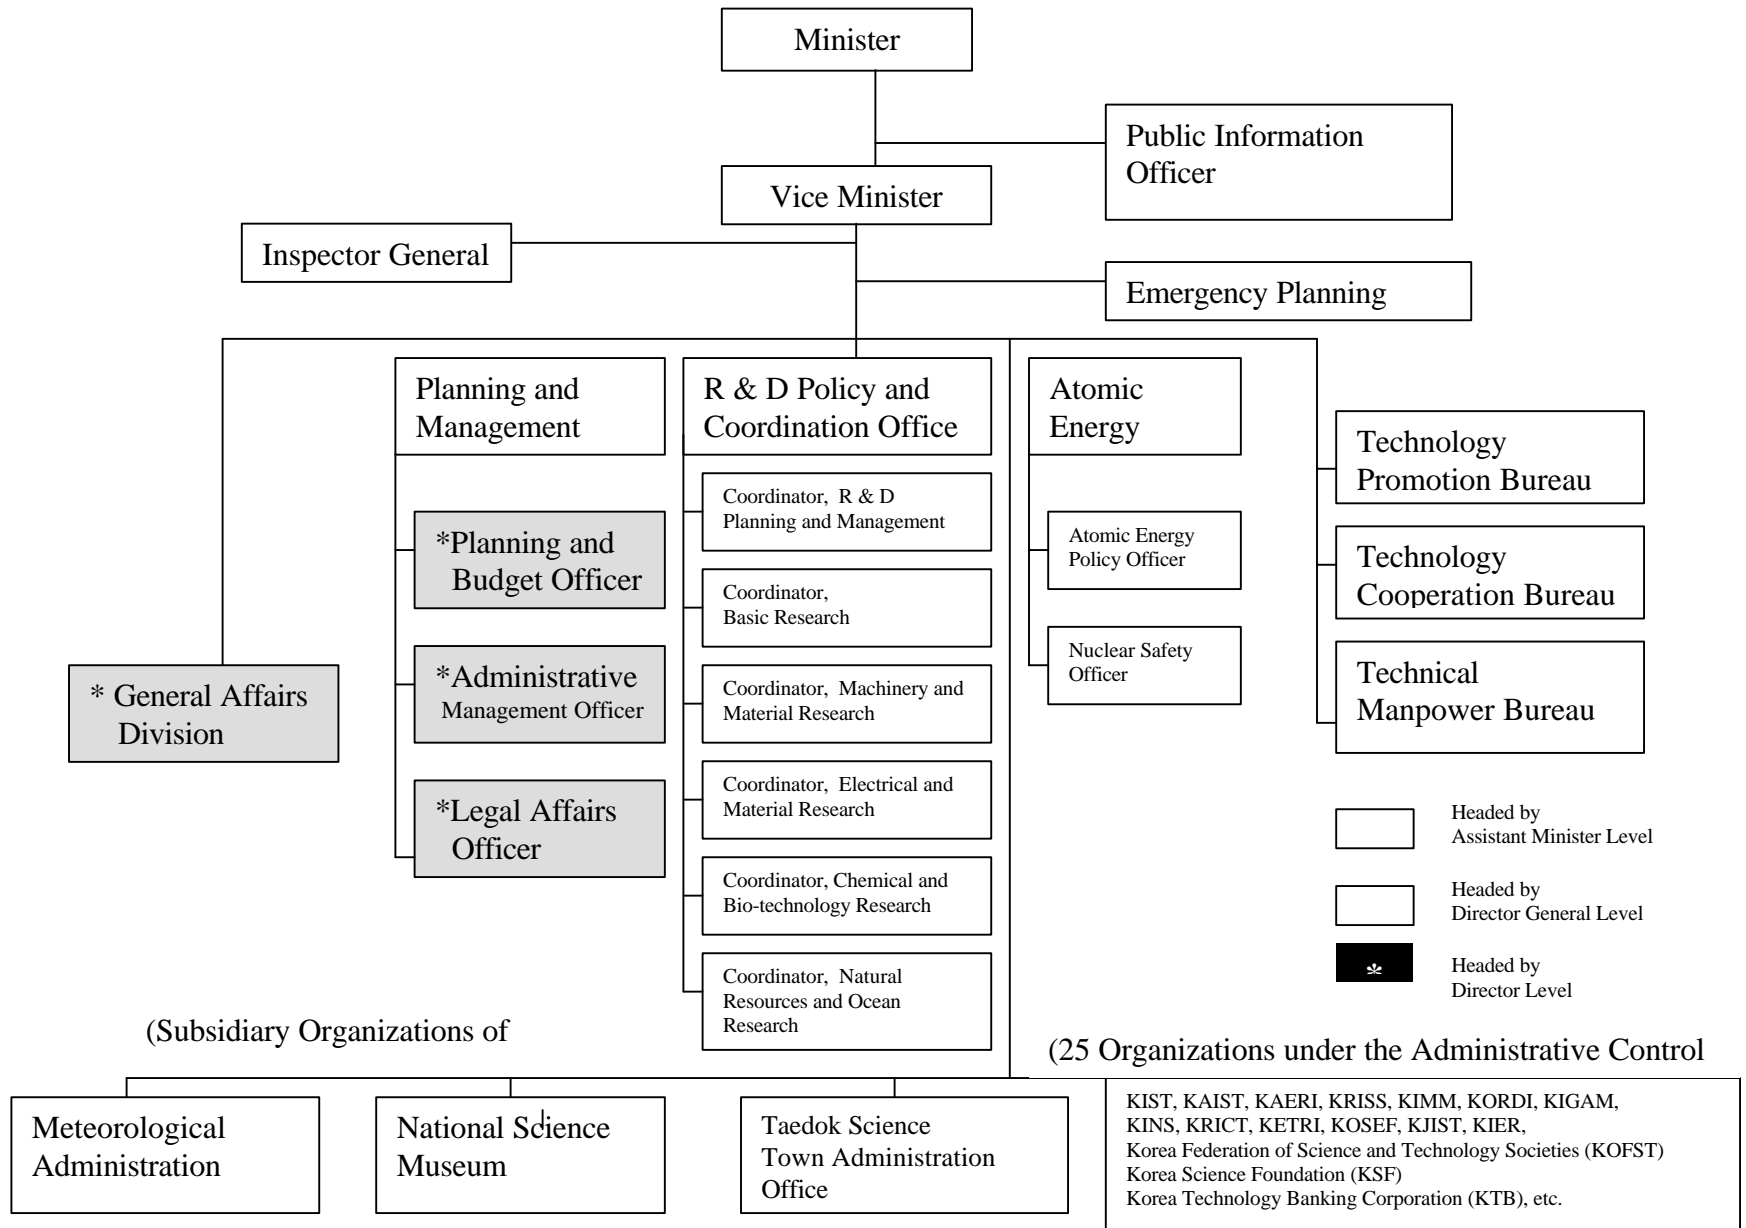 Minister
Public Information
Officer
Vice Minister
Inspector General
Emergency Planning
Planning and
Management
R & D Policy and
Coordination Office
Atomic
Energy
Technology
Promotion Bureau
Coordinator, R & D
Planning and Management
*Planning and
Budget Officer
Atomic Energy
Policy Officer
Technology
Cooperation Bureau
Coordinator,
Basic Research
Nuclear Safety
Officer
* General Affairs
Division
*Administrative
Management Officer
Coordinator, Machinery and
Material Research
Technical
Manpower Bureau
*Legal Affairs
Officer
Coordinator, Electrical and
Material Research
Coordinator, Chemical and
Bio-technology Research
Coordinator, Natural
Resources and Ocean
Research
Headed by
Assistant Minister Level
Headed by
Director General Level
*
Headed by
Director Level
(Subsidiary Organizations of
(25 Organizations under the Administrative Control
Meteorological
Administration
National Science
Museum
Taedok Science
Town Administration
Office
KIST, KAIST, KAERI, KRISS, KIMM, KORDI, KIGAM,
KINS, KRICT, KETRI, KOSEF, KJIST, KIER,
Korea Federation of Science and Technology Societies (KOFST)
Korea Science Foundation (KSF)
Korea Technology Banking Corporation (KTB), etc.